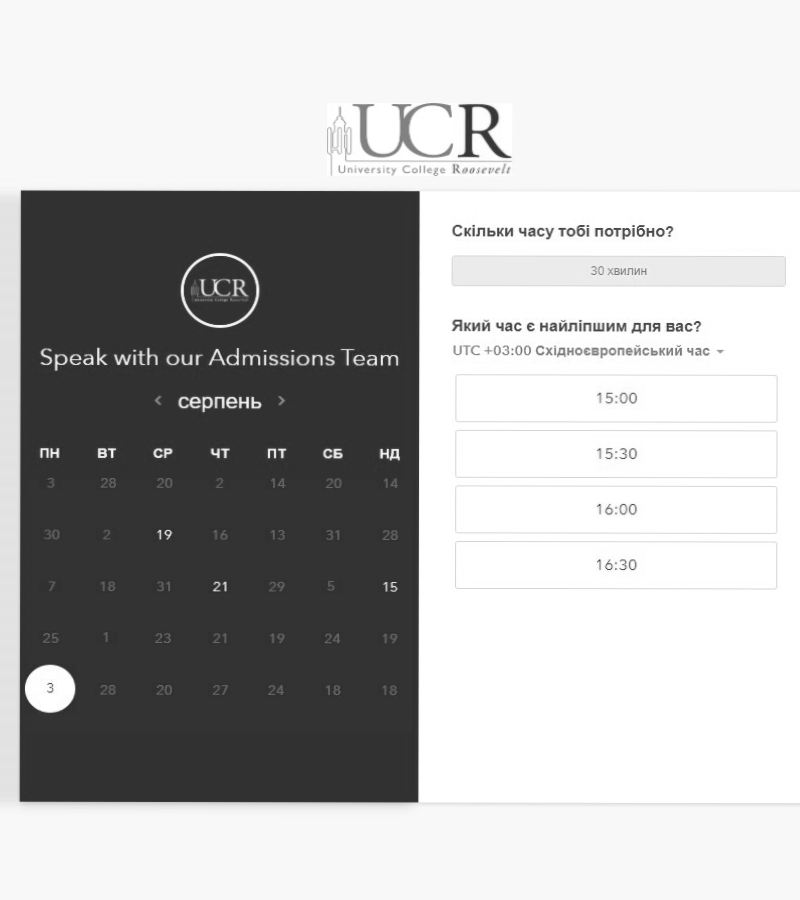 UCR
University College Roosevelt
UCR
Speak with our Admissions Team
серпень
ПН ВТ СР ЧТ ПТ СБ НД
3 28 20 2 14 20 14
30 2 19 16 13 31 28
7 18 31 21 29 5 15
25 1 23 21 19 24 19
3 28 20 27 24 18 18
Скільки часу тобі потрібно?
30 хвилин
Який час є найліпшим для вас?
UTC +03:00 Східноєвропейський час
15:00
15:30
16:00
16:30